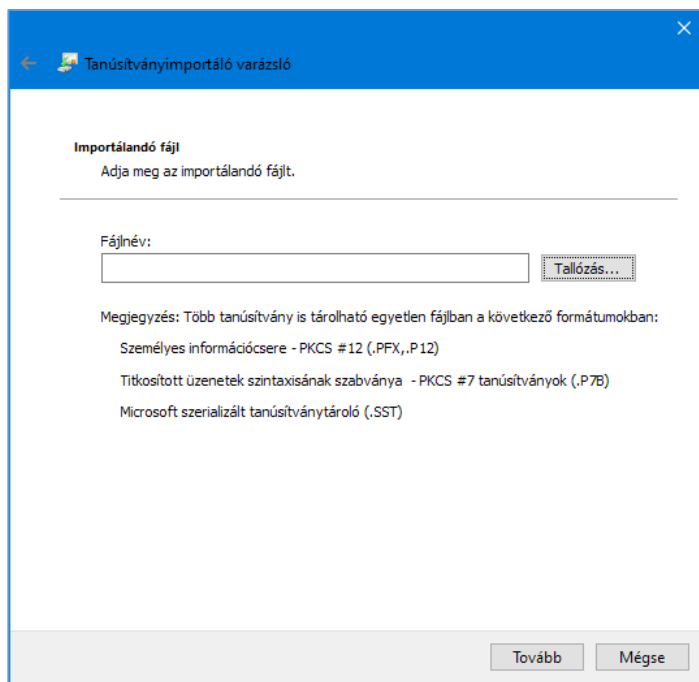 Tanúsítványimportáló varázsló
Importálandó fájl
Adja meg az importálandó fájlt.
Fájlnév:
Tallózás...
Megjegyzés: Több tanúsítvány is tárolható egyetlen fájlban a következő formátumokban:
Személyes információcsere - PKCS #12 (.PFX,.P12)
Titkosított üzenetek szintaxisának szabványa - PKCS #7 tanúsítványok (.P7B)
Microsoft szerializált tanúsítványtároló (.SST)
Tovább
Mégse